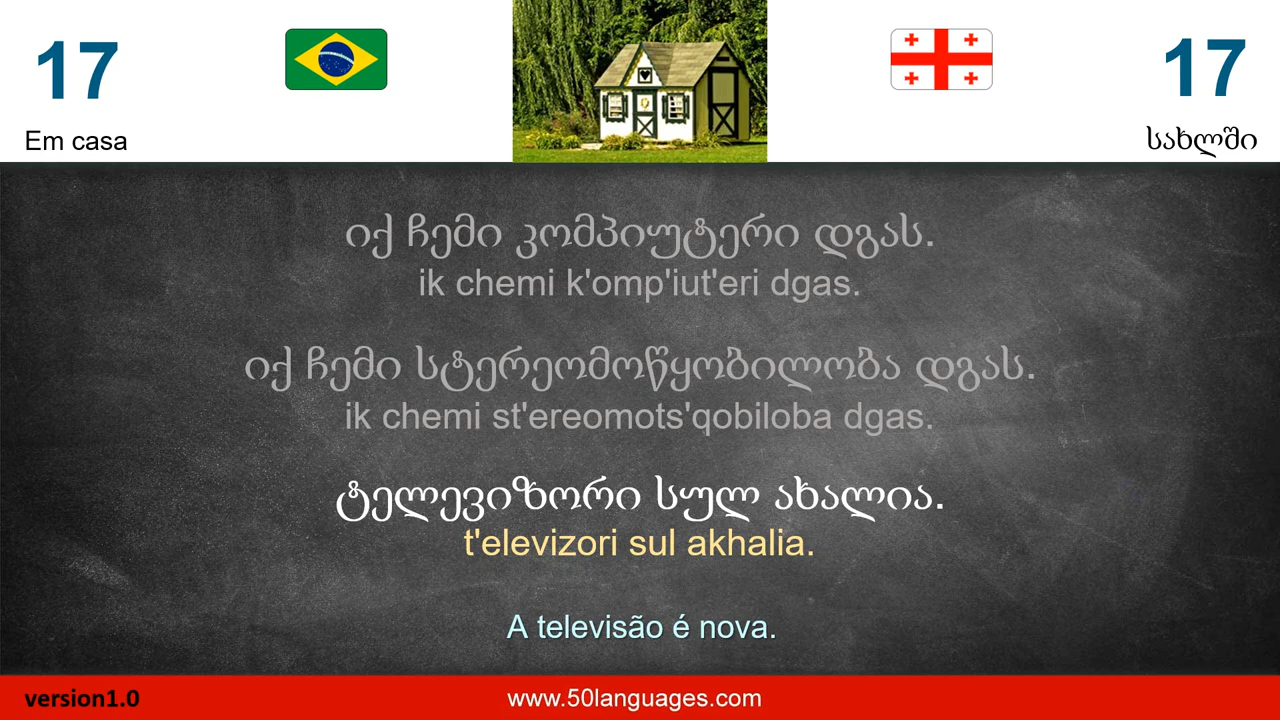 17
17
Em casa
სახლში
იქ ჩემი კომპიუტერი დგას.
ik chemi k'omp'iut'eri dgas.
იქ ჩემი სტერეომოწყობილობა დგას.
ik chemi st'ereomots'qobiloba dgas.
ტელევიზორი სულ ახალია.
t'elevizori sul akhalia.
A televisão é nova.
version1.0
www.50languages.com